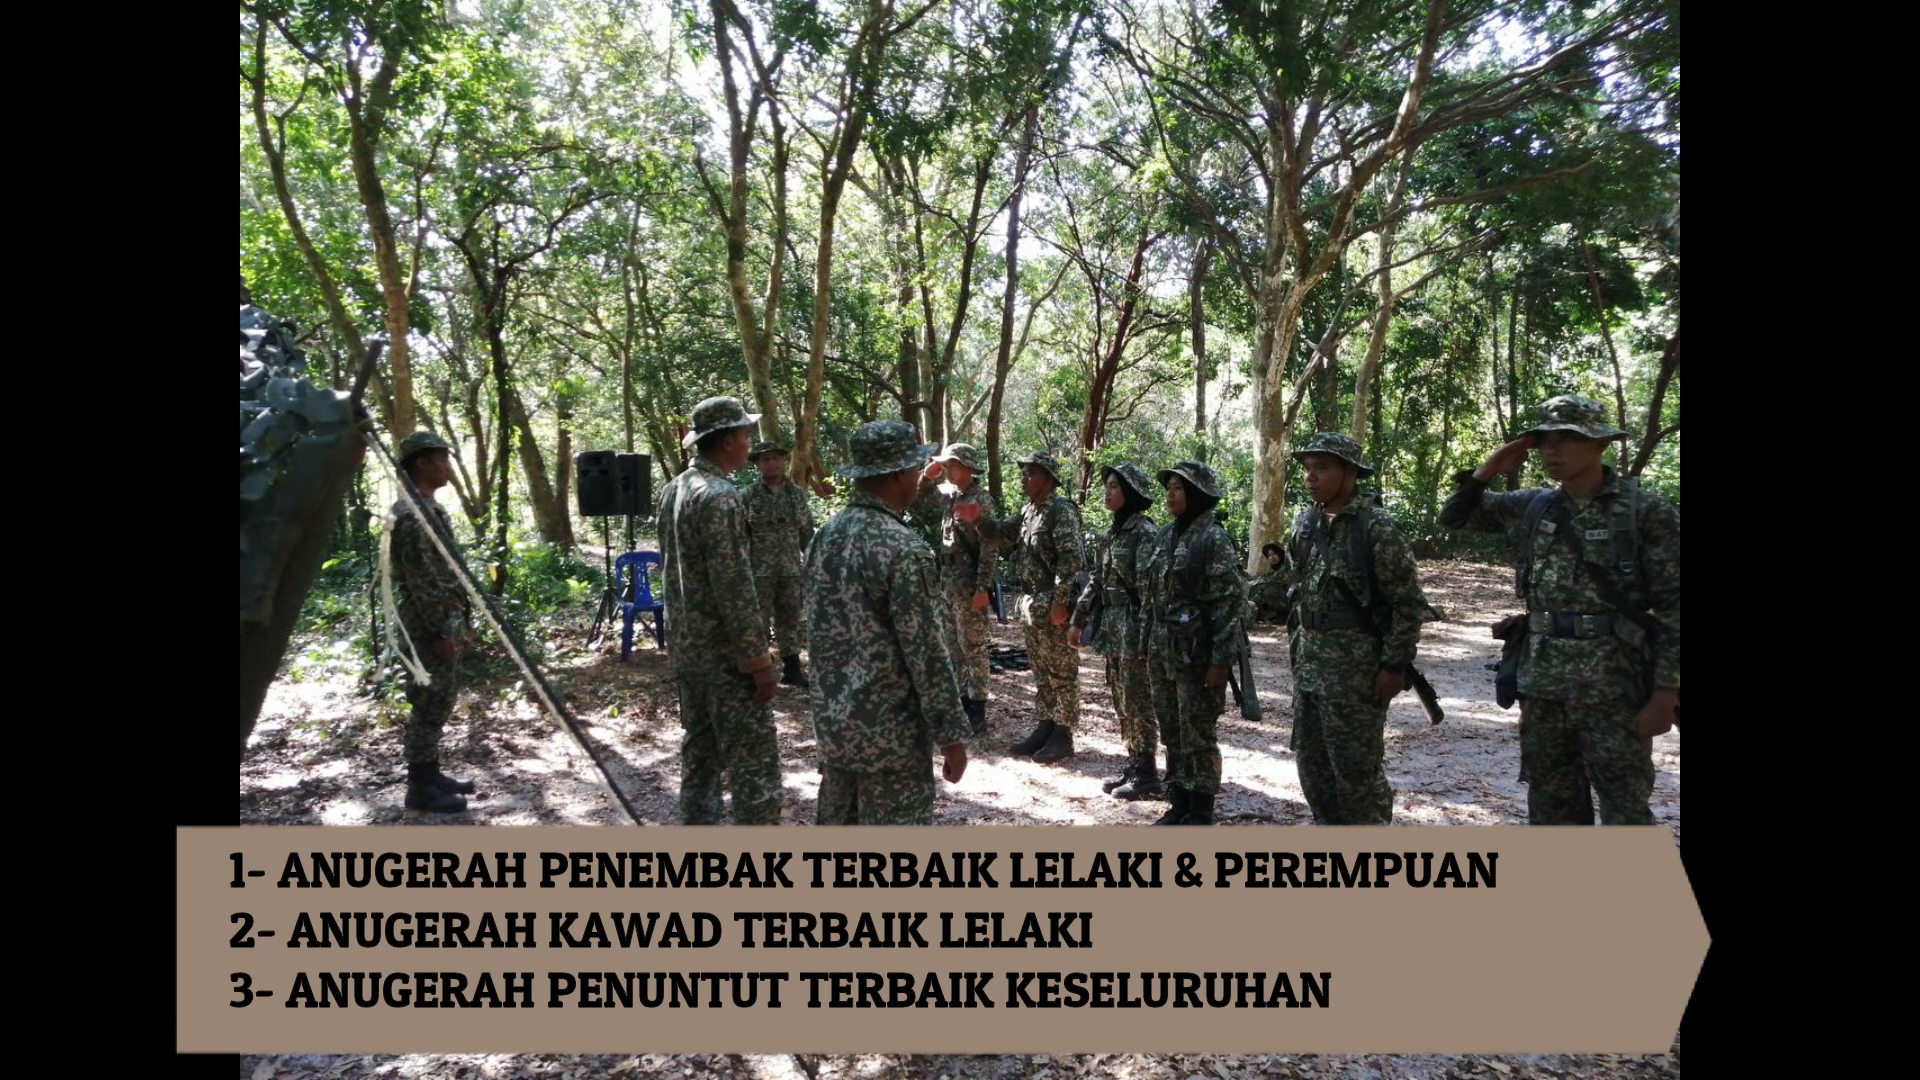 1- ANUGERAH PENEMBAK TERBAIK LELAKI & PEREMPUAN
2- ANUGERAH KAWAD TERBAIK LELAKI
3- ANUGERAH PENUNTUT TERBAIK KESELURUHAN